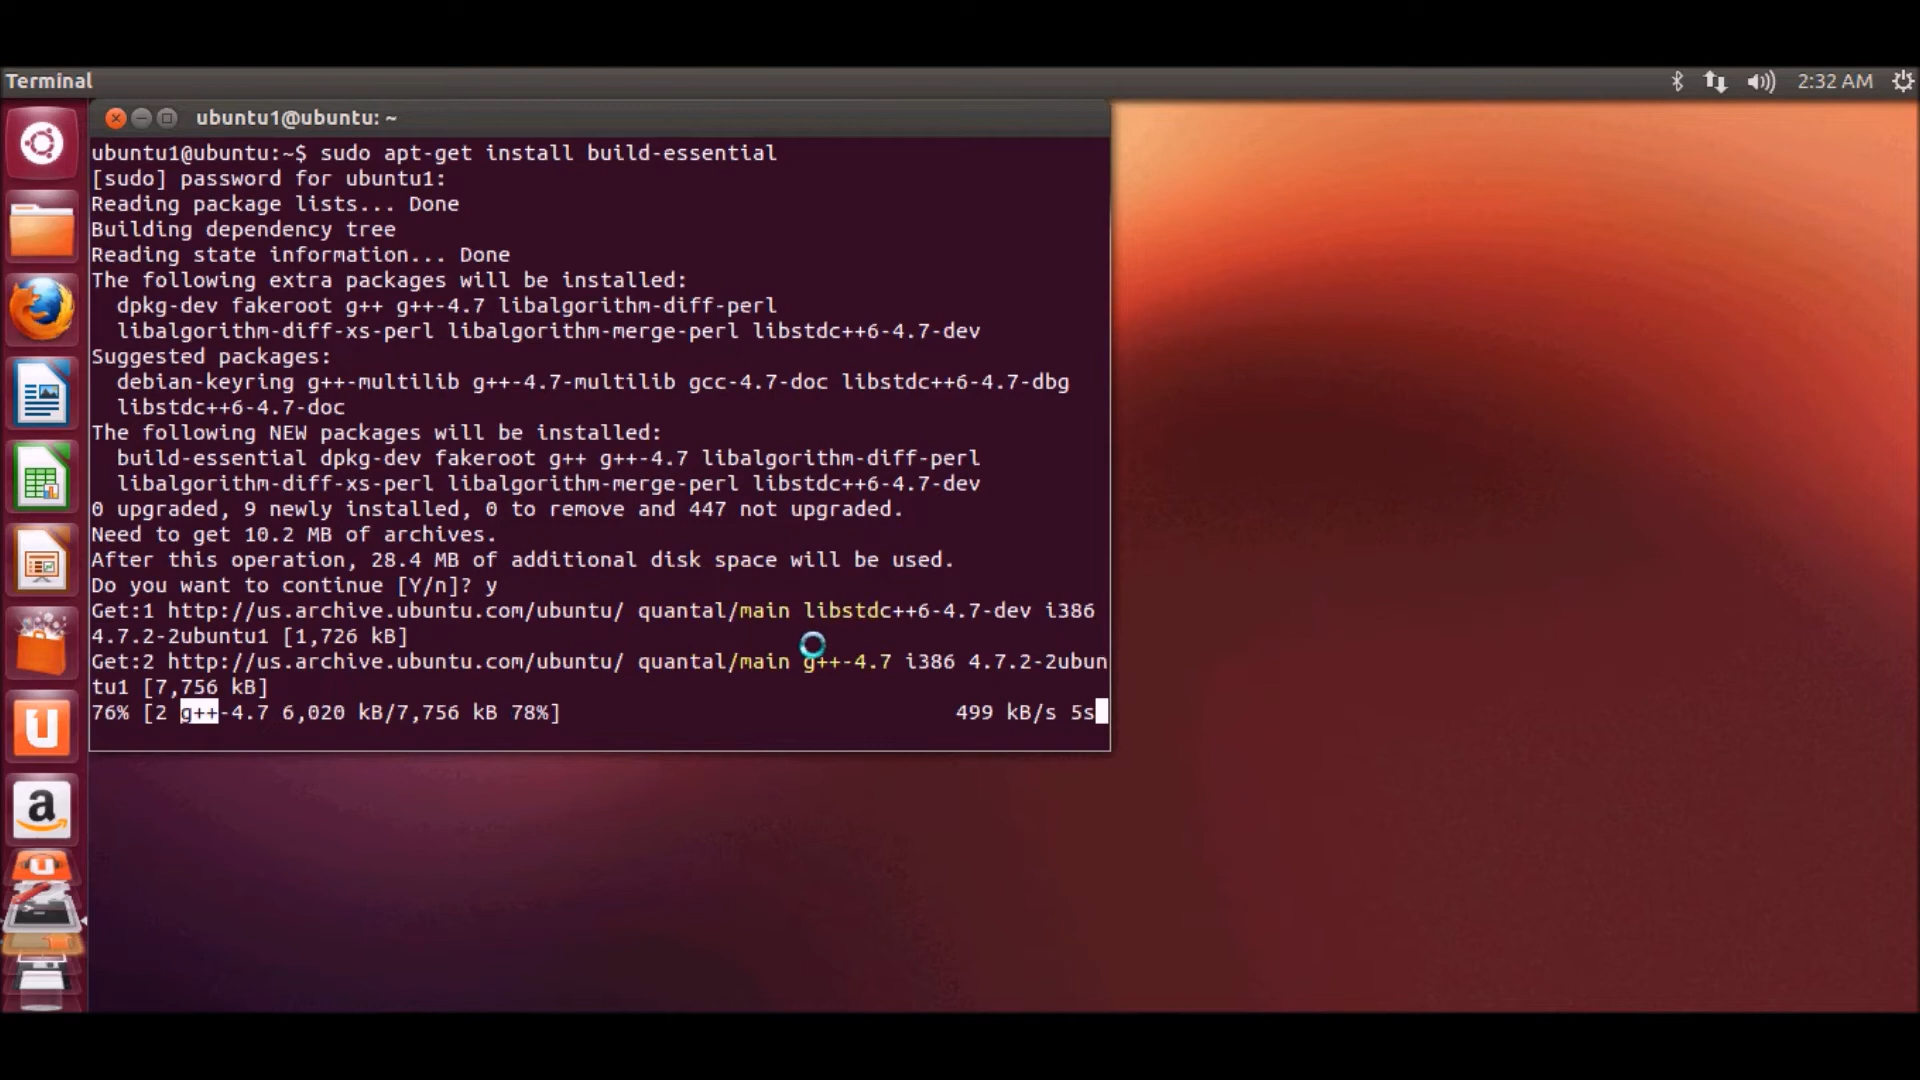 Terminal
2:32 AM
ubuntu1@ubuntu: ~
ubuntu1@ubuntu:~$ sudo apt-get install build-essential
[sudo] password for ubuntu1:
Reading package lists... Done
Building dependency tree
Reading state information... Done
The following extra packages will be installed:
dpkg-dev fakeroot g++ g++-4.7 libalgorithm-diff-perl
libalgorithm-diff-xs-perl libalgorithm-merge-perl libstdc++6-4.7-dev
Suggested packages:
debian-keyring g++-multilib g++-4.7-multilib gcc-4.7-doc libstdc++6-4.7-dbg
libstdc++6-4.7-doc
The following NEW packages will be installed:
build-essential dpkg-dev fakeroot g++ g++-4.7 libalgorithm-diff-perl
libalgorithm-diff-xs-perl libalgorithm-merge-perl libstdc++6-4.7-dev
0 upgraded, 9 newly installed, 0 to remove and 447 not upgraded.
Need to get 10.2 MB of archives.
After this operation, 28.4 MB of additional disk space will be used.
Do you want to continue [Y/n]? y
Get:1 http://us.archive.ubuntu.com/ubuntu/ quantal/main libstdc++6-4.7-dev i386
4.7.2-2ubuntu1 [1,726 kB]
Get:2 http://us.archive.ubuntu.com/ubuntu/ quantal/main g++-4.7 i386 4.7.2-2ubun
tu1 [7,756 kB]
76% [2 g++-4.7 6,020 kB/7,756 kB 78%] 499 kB/s 5s